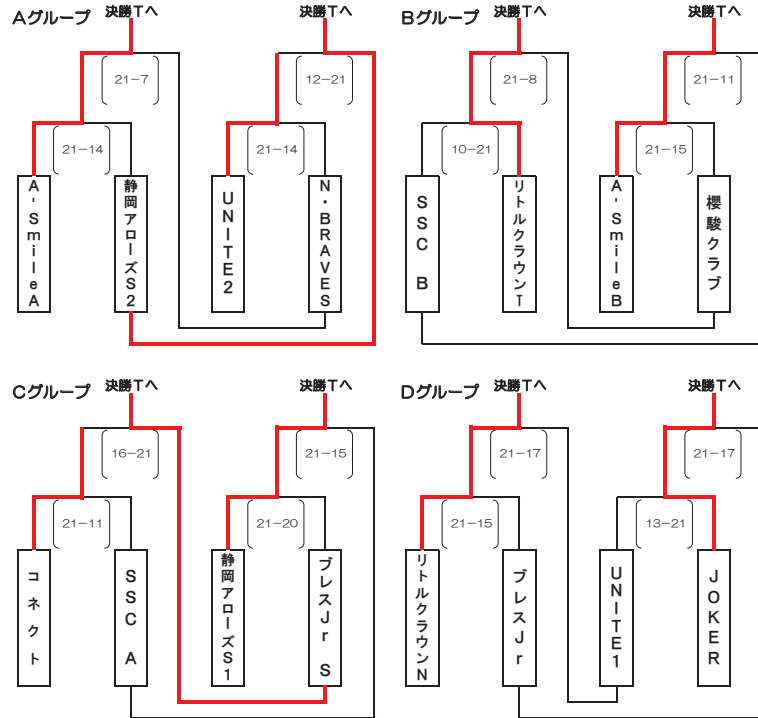 Aグループ 決勝Tへ 決勝Tへ
21-7 12-21
21-14 21-14
A-SmileA
静岡アローズS2
UNITE2
N・BRAVES
Bグループ 決勝Tへ 決勝Tへ
21-8 21-11
10-21 21-15
SSC B
リトルクラウンT
A-SmileB
櫻駿クラブ
Cグループ 決勝Tへ 決勝Tへ
16-21 21-15
21-11 21-20
コネクト
SSC A
静岡アローズS1
ブレスJr S
Dグループ 決勝Tへ 決勝Tへ
21-17 21-17
21-15 13-21
リトルクラウンN
ブレスJr
UNITE1
JOKER